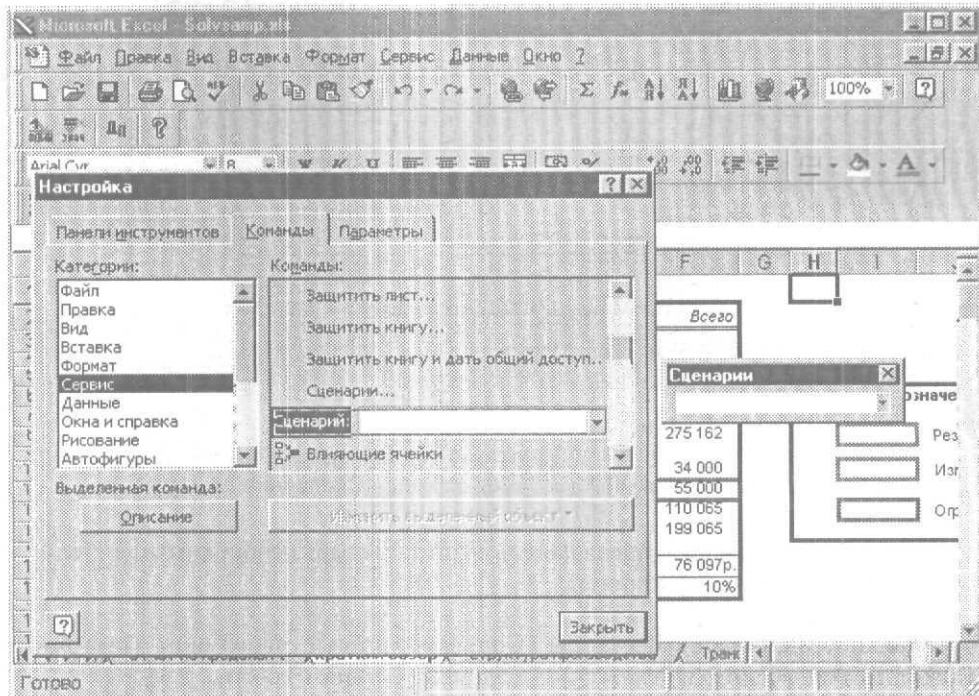 Microsoft Excel - Solvsamp.xls
Файл Правка Вид Вставка Формат Сервис Данные Окно ?
100%
Arial Cyr 8
Настройка
Панели инструментов Команды Параметры
Категории:
Файл
Правка
Вид
Вставка
Формат
Сервис
Данные
Окна и справка
Рисование
Автофигуры
Команды:
Защитить лист...
Защитить книгу...
Защитить книгу и дать общий доступ..
Сценарии...
Сценарий:
Влияющие ячейки
Выделенная команда:
Описание
Изменить выделенный объект
Закрыть
F G H I
Всего
Сценарии
275 162
34 000
55 000
110 065
199 065
76 097р.
10%
Рез
Изг
Огр
Транс
Готово